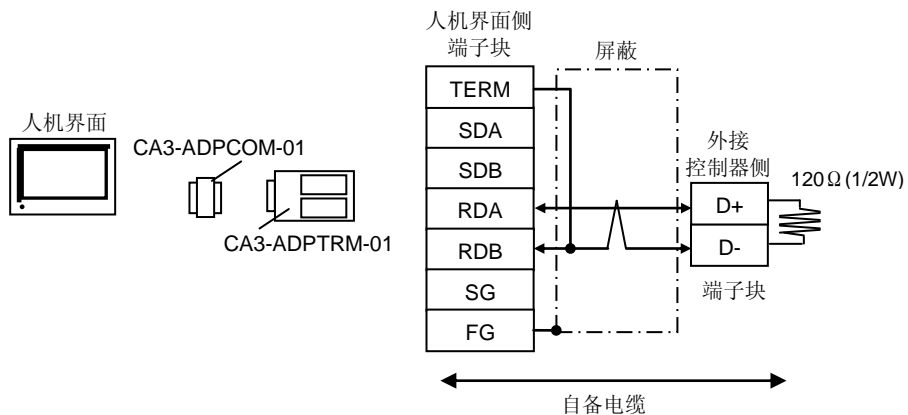 人机界面
CA3-ADPCOM-01
CA3-ADPTRM-01
人机界面侧
端子块
TERM
SDA
SDB
RDA
RDB
SG
FG
屏蔽
外接
控制器侧
D+
D-
端子块
120Ω(1/2W)
自备电缆